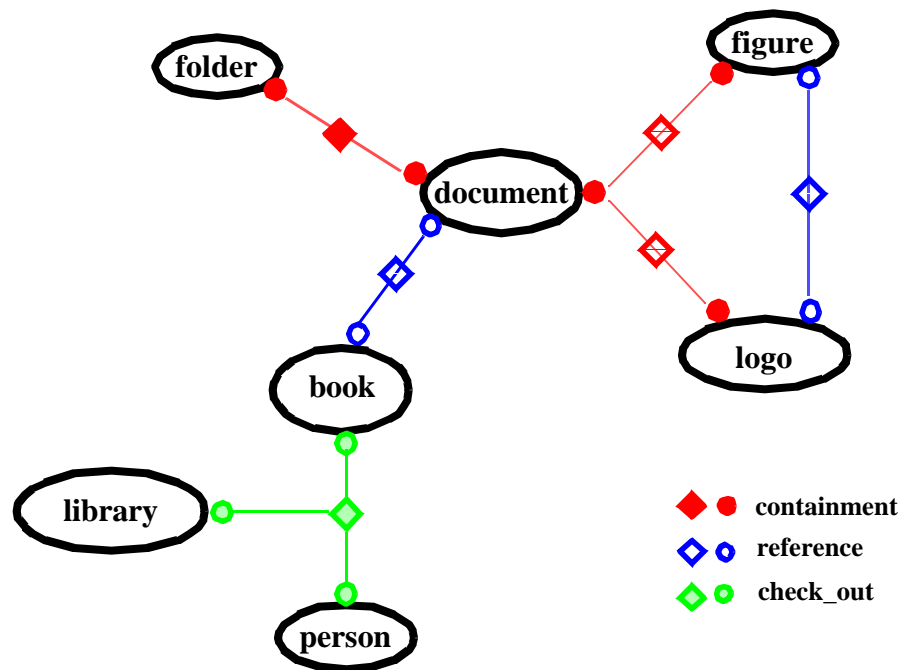 folder
figure
document
logo
book
library
person
containment
reference
check_out